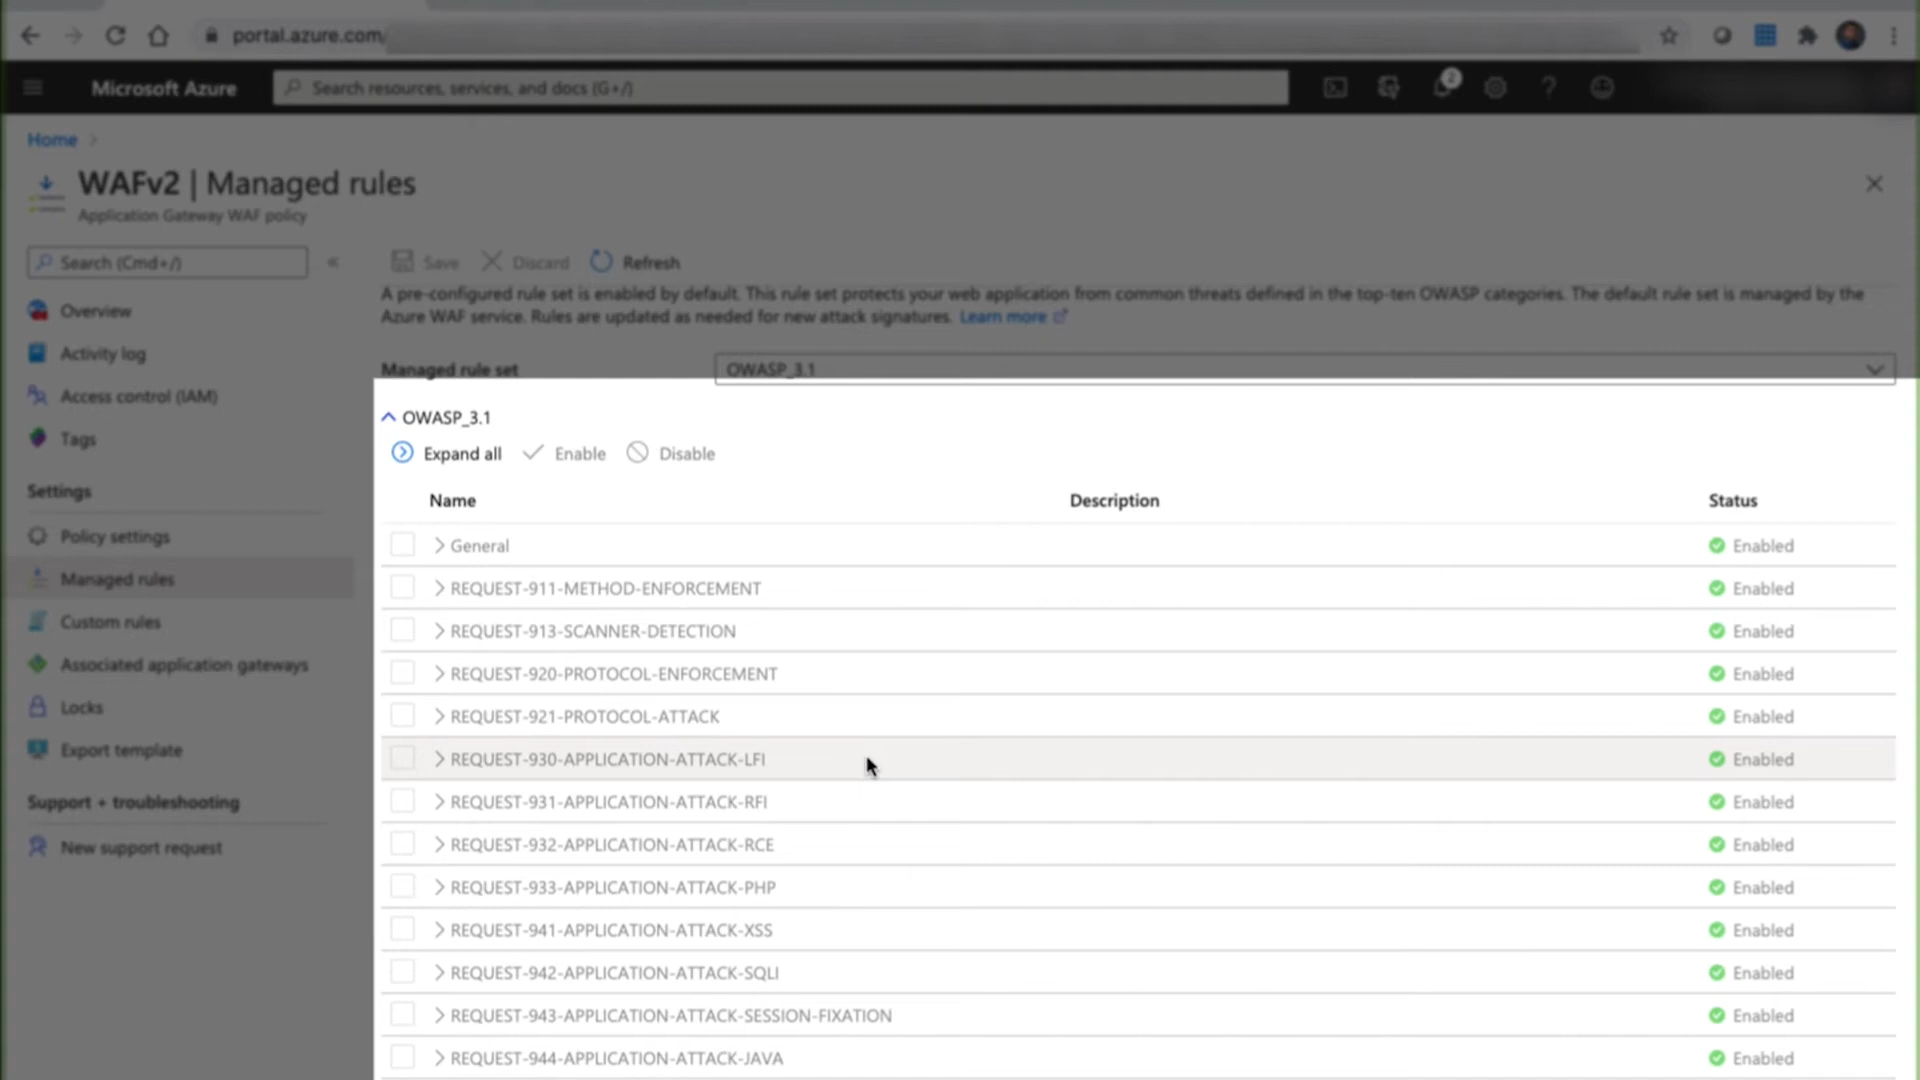 portal.azure.com/
Microsoft Azure
Search resources, services, and docs (G+/)
2
Home
WAFv2 | Managed rules
Application Gateway WAF policy
Search (Cmd+/)
«
Save
Discard
Refresh
A pre-configured rule set is enabled by default. This rule set protects your web application from common threats defined in the top-ten OWASP categories. The default rule set is managed by the
Azure WAF service. Rules are updated as needed for new attack signatures. Learn more
Overview
Activity log
Access control (IAM)
Tags
Settings
Policy settings
Managed rules
Custom rules
Associated application gateways
Locks
Export template
Support + troubleshooting
New support request
Managed rule set
OWASP_3.1
OWASP_3.1
Expand all
Enable
Disable
Name Description Status
General Enabled
REQUEST-911-METHOD-ENFORCEMENT Enabled
REQUEST-913-SCANNER-DETECTION Enabled
REQUEST-920-PROTOCOL-ENFORCEMENT Enabled
REQUEST-921-PROTOCOL-ATTACK Enabled
REQUEST-930-APPLICATION-ATTACK-LFI Enabled
REQUEST-931-APPLICATION-ATTACK-RFI Enabled
REQUEST-932-APPLICATION-ATTACK-RCE Enabled
REQUEST-933-APPLICATION-ATTACK-PHP Enabled
REQUEST-941-APPLICATION-ATTACK-XSS Enabled
REQUEST-942-APPLICATION-ATTACK-SQLI Enabled
REQUEST-943-APPLICATION-ATTACK-SESSION-FIXATION Enabled
REQUEST-944-APPLICATION-ATTACK-JAVA Enabled